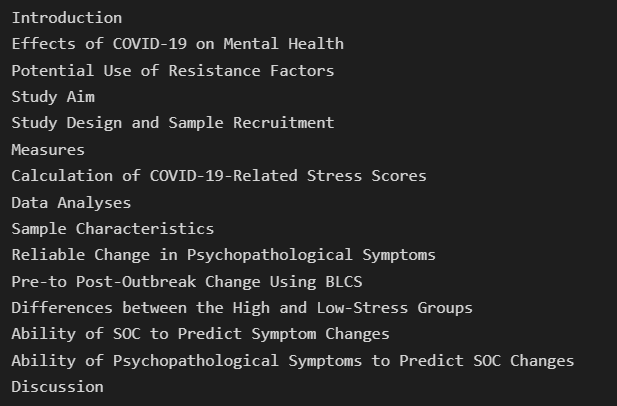 Introduction
Effects of COVID-19 on Mental Health
Potential Use of Resistance Factors
Study Aim
Study Design and Sample Recruitment
Measures
Calculation of COVID-19-Related Stress Scores
Data Analyses
Sample Characteristics
Reliable Change in Psychopathological Symptoms
Pre-to Post-Outbreak Change Using BLCS
Differences between the High and Low-Stress Groups
Ability of SOC to Predict Symptom Changes
Ability of Psychopathological Symptoms to Predict SOC Changes
Discussion